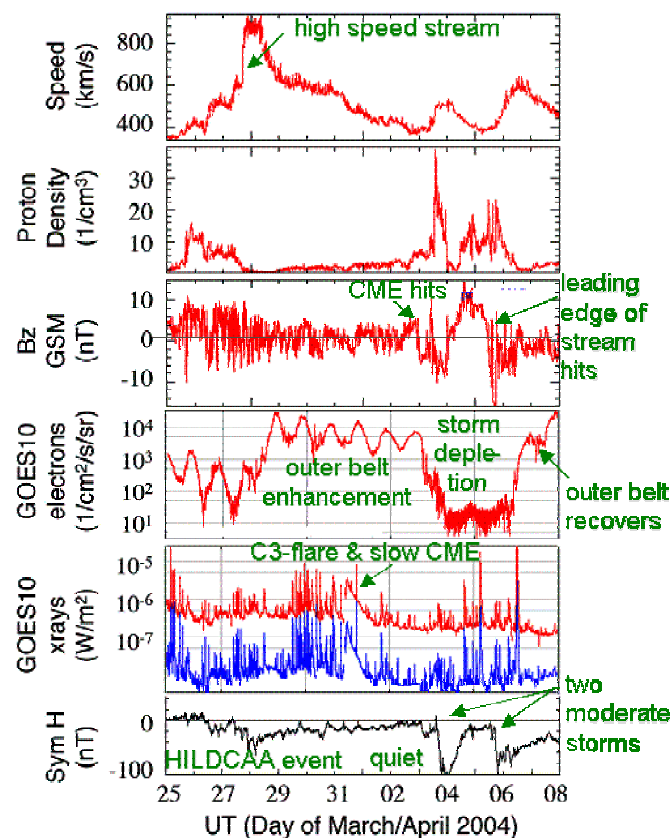 high speed stream
Speed
(km/s)
800
600
400
Proton
Density
(1/cm³)
30
20
10
CME hits
leading
edge of
stream
hits
Bz
GSM
(nT)
10
0
-10
GOES10
electrons
(1/cm²/s/sr)
10⁴
10³
10²
10¹
outer belt
enhancement
storm
deple-
tion
outer belt
recovers
C3-flare & slow CME
GOES10
xrays
(W/m²)
10⁻⁵
10⁻⁶
10⁻⁷
two
moderate
storms
Sym H
(nT)
0
-100
HILDCAA event
quiet
25 27 29 31 02 04 06 08
UT (Day of March/April 2004)